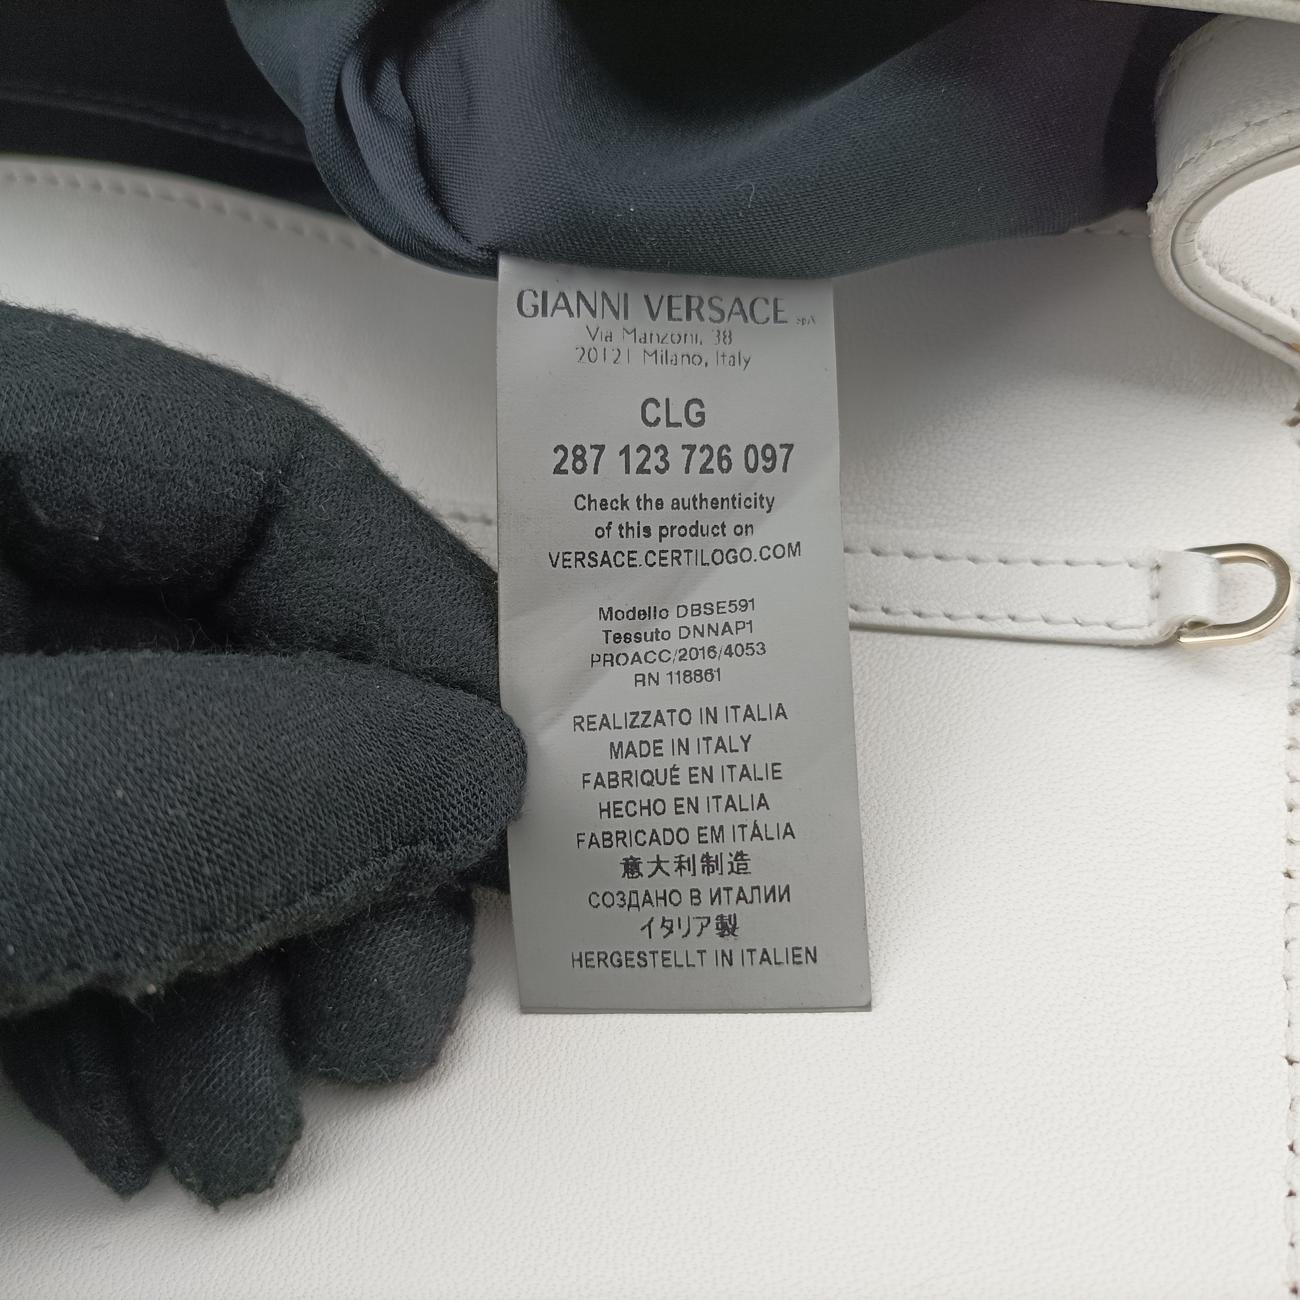 GIANNI VERSACE SpA
Via Manzoni, 38
20121 Milano, Italy
CLG
287 123 726 097
Check the authenticity
of this product on
VERSACE.CERTILOGO.COM
Modello DBSE591
Tessuto DNNAP1
PROACC/2016/4053
RN 118861
REALIZZATO IN ITALIA
MADE IN ITALY
FABRIQUÉ EN ITALIE
HECHO EN ITALIA
FABRICADO EM ITÁLIA
意大利制造
СОЗДАНО В ИТАЛИИ
イタリア製
HERGESTELLT IN ITALIEN